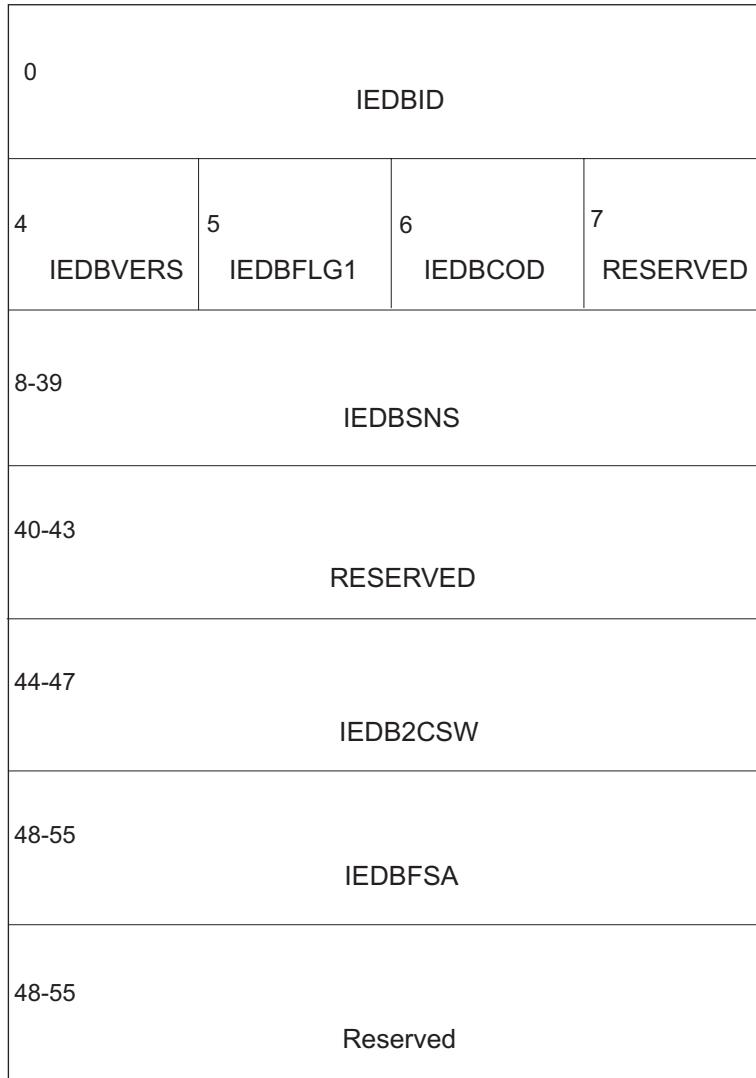 0
IEDBID
4
5
6
7
IEDBVERS
IEDBFLG1
IEDBCOD
RESERVED
8-39
IEDBSNS
40-43
RESERVED
44-47
IEDB2CSW
48-55
IEDBFSA
48-55
Reserved